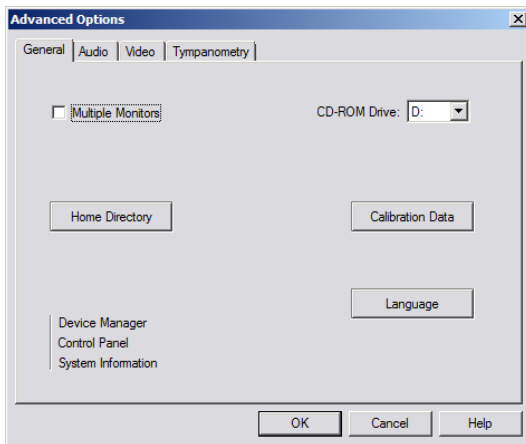 Advanced Options
General Audio Video Tympanometry
Multiple Monitors CD-ROM Drive: D:
Home Directory Calibration Data
Language
Device Manager
Control Panel
System Information
OK Cancel Help